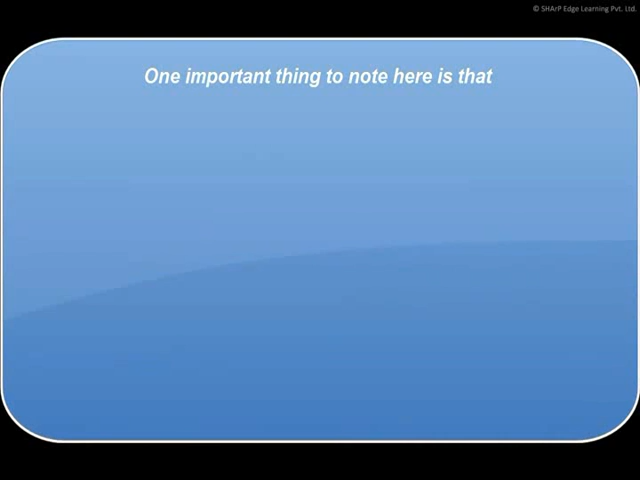 © SHArP Edge Learning Pvt. Ltd.
One important thing to note here is that